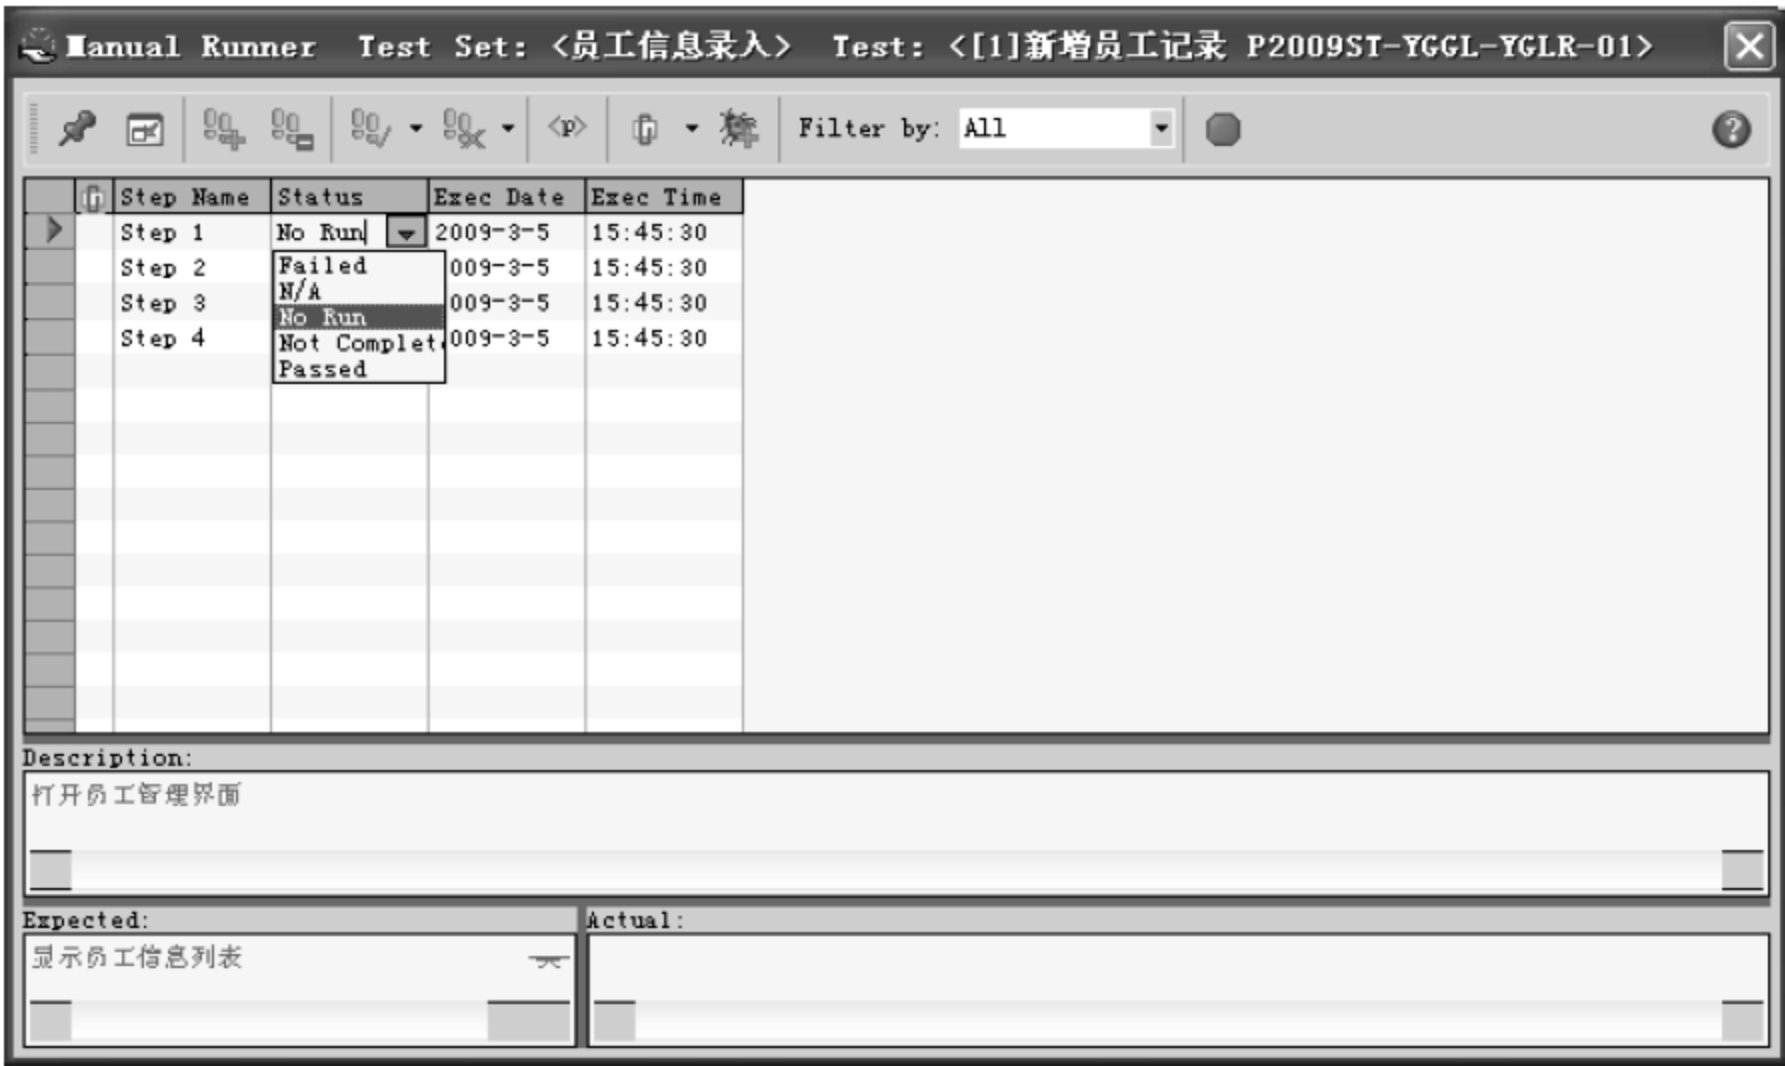 Manual Runner Test Set: <员工信息录入> Test: <[1]新增员工记录 P2009ST-YGGL-YGLR-01>
<p> Filter by: All
Step Name Status Exec Date Exec Time
Step 1 No Run 2009-3-5 15:45:30
Step 2 009-3-5 15:45:30
Step 3 009-3-5 15:45:30
Step 4 009-3-5 15:45:30
Failed
N/A
No Run
Not Complet
Passed
Description:
打开员工管理界面
Expected: Actual:
显示员工信息列表